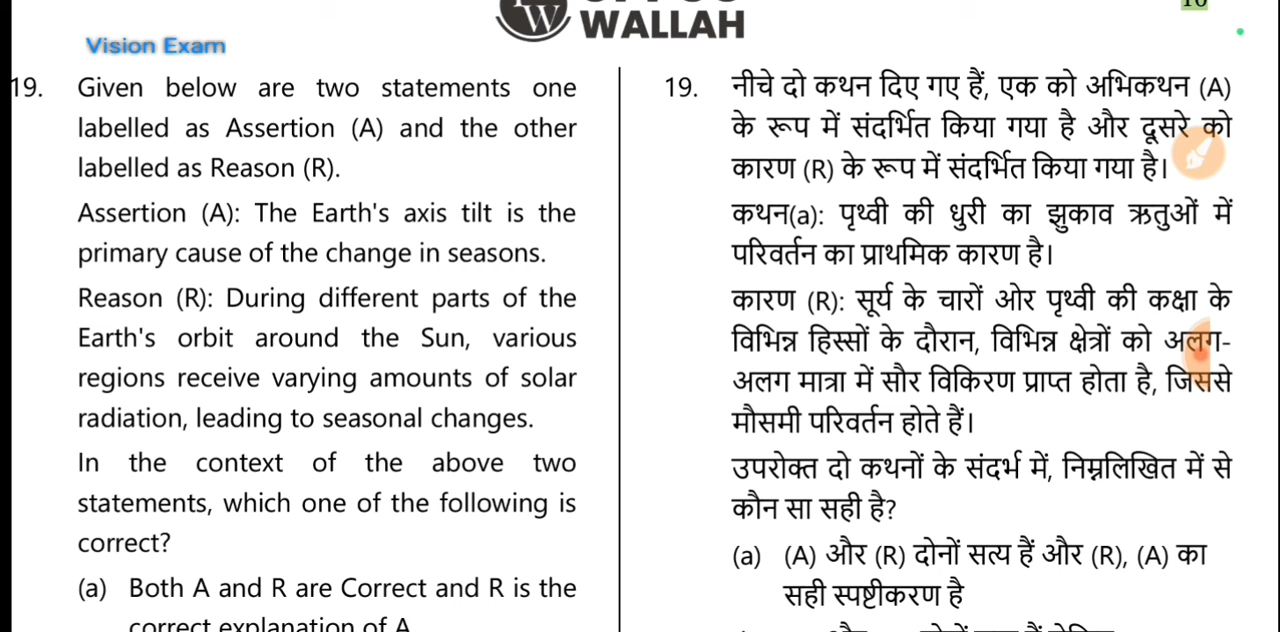 WALLAH
Vision Exam
19. Given below are two statements one
labelled as Assertion (A) and the other
labelled as Reason (R).
Assertion (A): The Earth's axis tilt is the
primary cause of the change in seasons.
Reason (R): During different parts of the
Earth's orbit around the Sun, various
regions receive varying amounts of solar
radiation, leading to seasonal changes.
In the context of the above two
statements, which one of the following is
correct?
(a) Both A and R are Correct and R is the
correct explanation of A
19. नीचे दो कथन दिए गए हैं, एक को अभिकथन (A)
के रूप में संदर्भित किया गया है और दूसरे को
कारण (R) के रूप में संदर्भित किया गया है।
कथन(a): पृथ्वी की धुरी का झुकाव ऋतुओं में
परिवर्तन का प्राथमिक कारण है।
कारण (R): सूर्य के चारों ओर पृथ्वी की कक्षा के
विभिन्न हिस्सों के दौरान, विभिन्न क्षेत्रों को अलग-
अलग मात्रा में सौर विकिरण प्राप्त होता है, जिससे
मौसमी परिवर्तन होते हैं।
उपरोक्त दो कथनों के संदर्भ में, निम्नलिखित में से
कौन सा सही है?
(a) (A) और (R) दोनों सत्य हैं और (R), (A) का
सही स्पष्टीकरण है